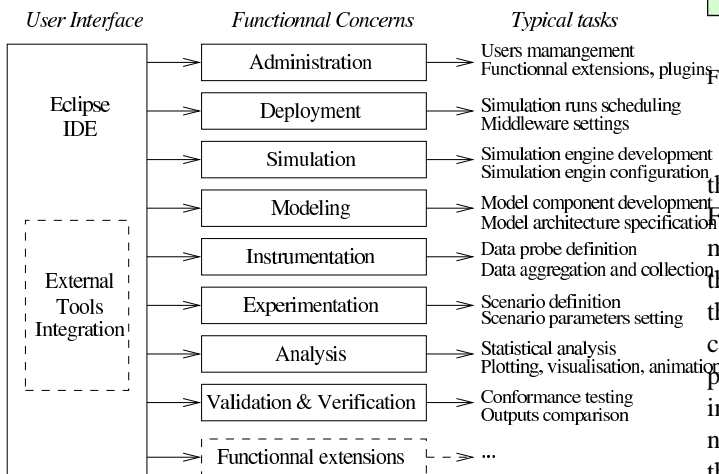 User Interface
Functionnal Concerns
Typical tasks
Eclipse
IDE
External
Tools
Integration
Administration
Users mamangement
Functionnal extensions, plugins
Deployment
Simulation runs scheduling
Middleware settings
Simulation
Simulation engine development
Simulation engin configuration
Modeling
Model component development
Model architecture specification
Instrumentation
Data probe definition
Data aggregation and collection
Experimentation
Scenario definition
Scenario parameters setting
Analysis
Statistical analysis
Plotting, visualisation, animation
Validation & Verification
Conformance testing
Outputs comparison
Functionnal extensions
...